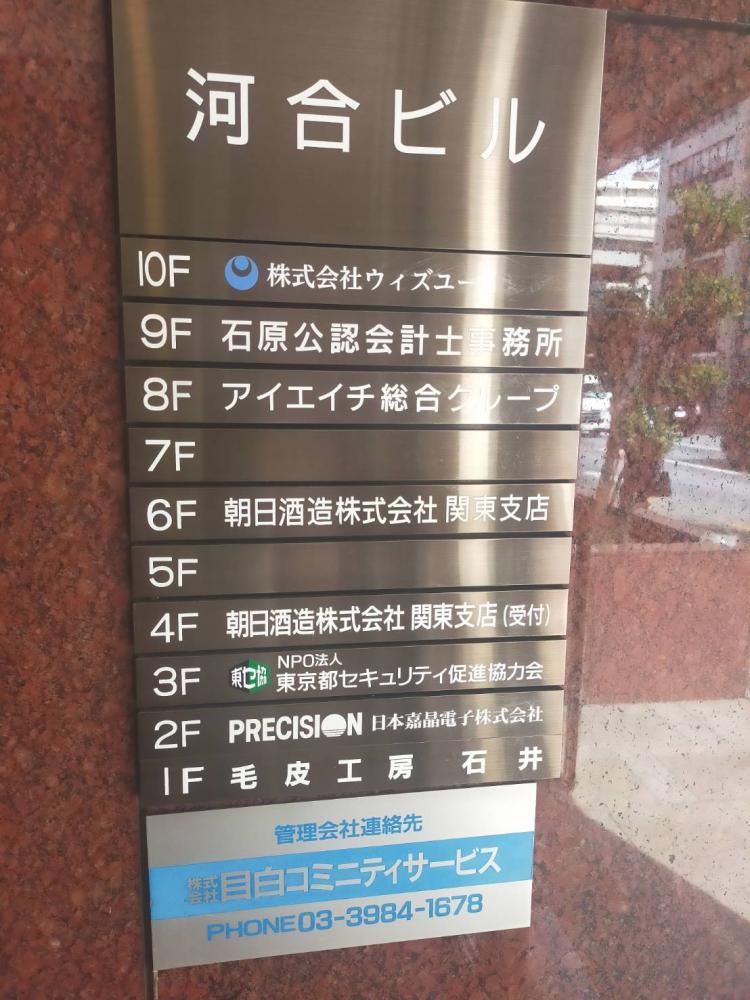 河合ビル
10F 株式会社ウィズユー
9F 石原公認会計士事務所
8F アイエイチ総合グループ
7F
6F 朝日酒造株式会社 関東支店
5F
4F 朝日酒造株式会社 関東支店(受付)
3F 東セ協 NPO法人
東京都セキュリティ促進協力会
2F PRECISION 日本嘉晶電子株式会社
1F 毛皮工房 石井
管理会社連絡先
株式会社目白コミニティサービス
PHONE03-3984-1678